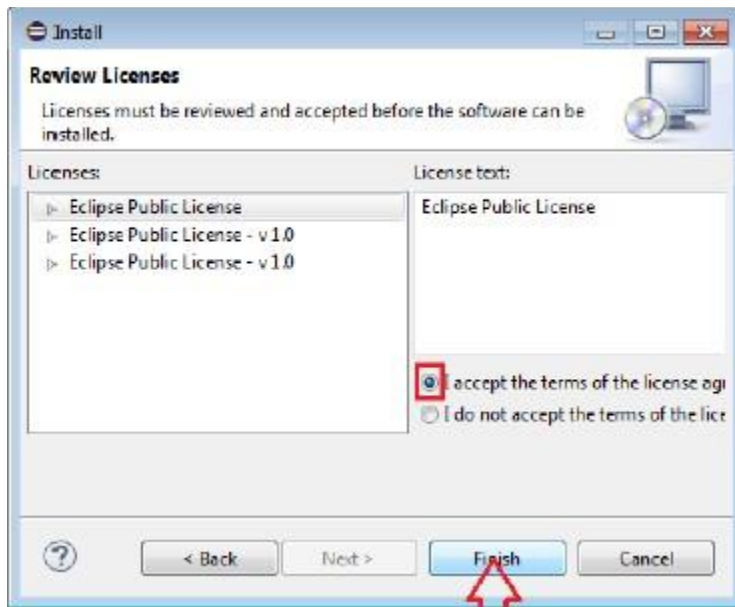 Install
Review Licenses
Licenses must be reviewed and accepted before the software can be
installed.
Licenses:
Eclipse Public License
Eclipse Public License - v 1.0
Eclipse Public License - v 1.0
License text:
Eclipse Public License
I accept the terms of the license agr
I do not accept the terms of the lice
?
< Back
Next >
Finish
Cancel